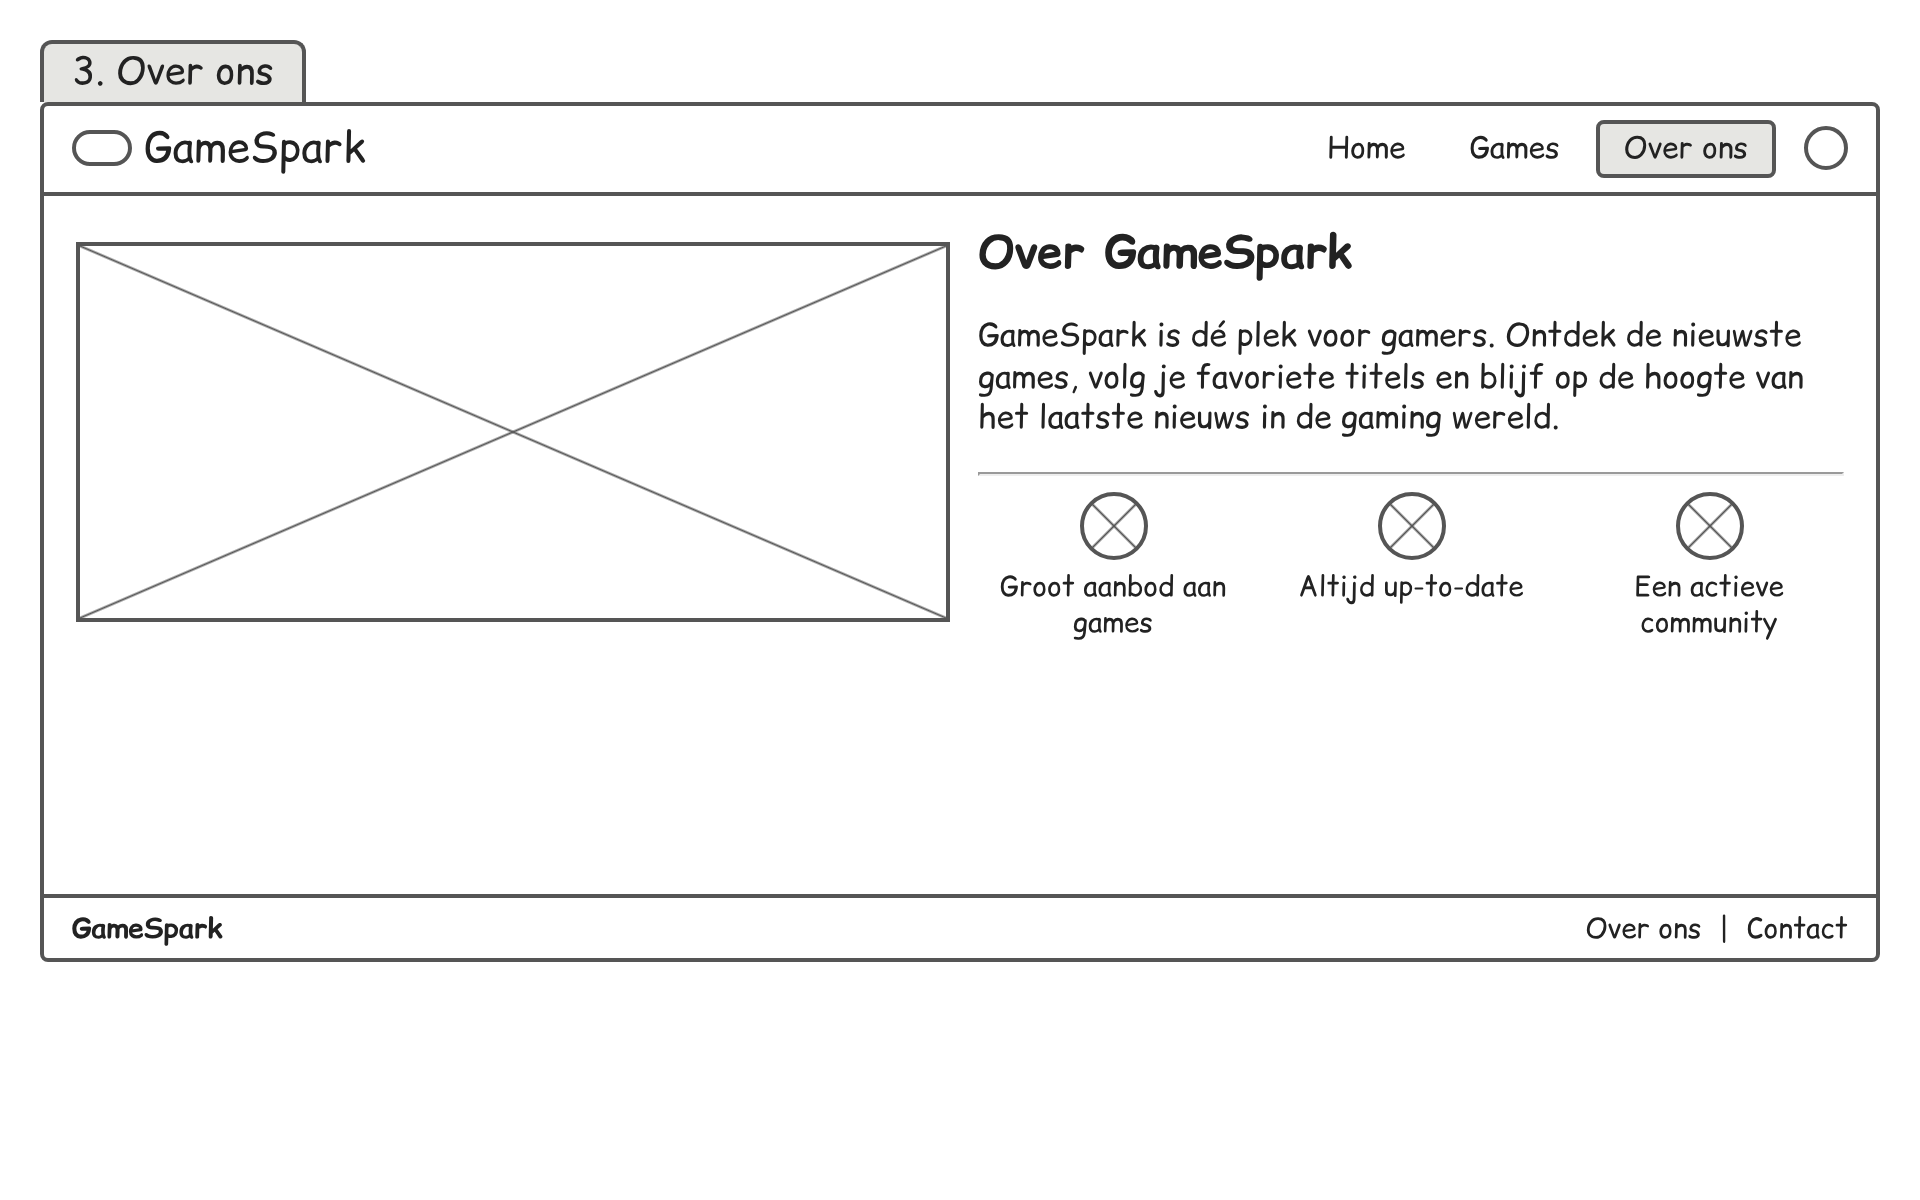 3. Over ons
GameSpark
Home
Games
Over ons
Over GameSpark
GameSpark is dé plek voor gamers. Ontdek de nieuwste
games, volg je favoriete titels en blijf op de hoogte van
het laatste nieuws in de gaming wereld.
Groot aanbod aan
games
Altijd up-to-date
Een actieve
community
GameSpark
Over ons | Contact